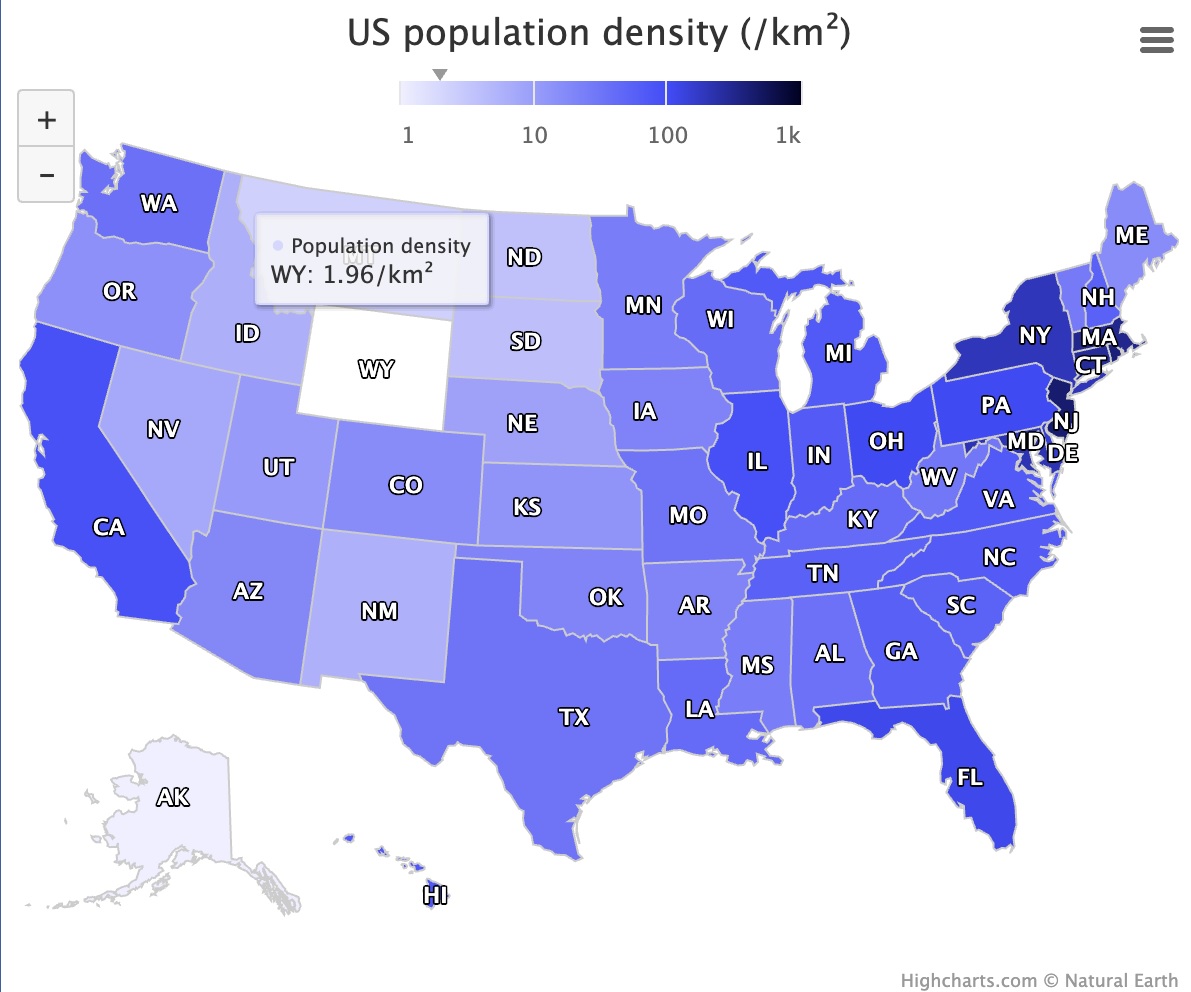 US population density (/km²)
+
−
1 10 100 1k
WA
ME
Population density
WY: 1.96/km²
MT
ND
OR
NH
MN
WI
ID
NY
MA
SD
MI
WY
CT
PA
IA
NE
NJ
NV
OH
MD
DE
IN
IL
UT
WV
CO
VA
KS
MO
KY
CA
NC
TN
AZ
OK
AR
SC
NM
GA
AL
MS
LA
TX
FL
AK
HI
Highcharts.com © Natural Earth